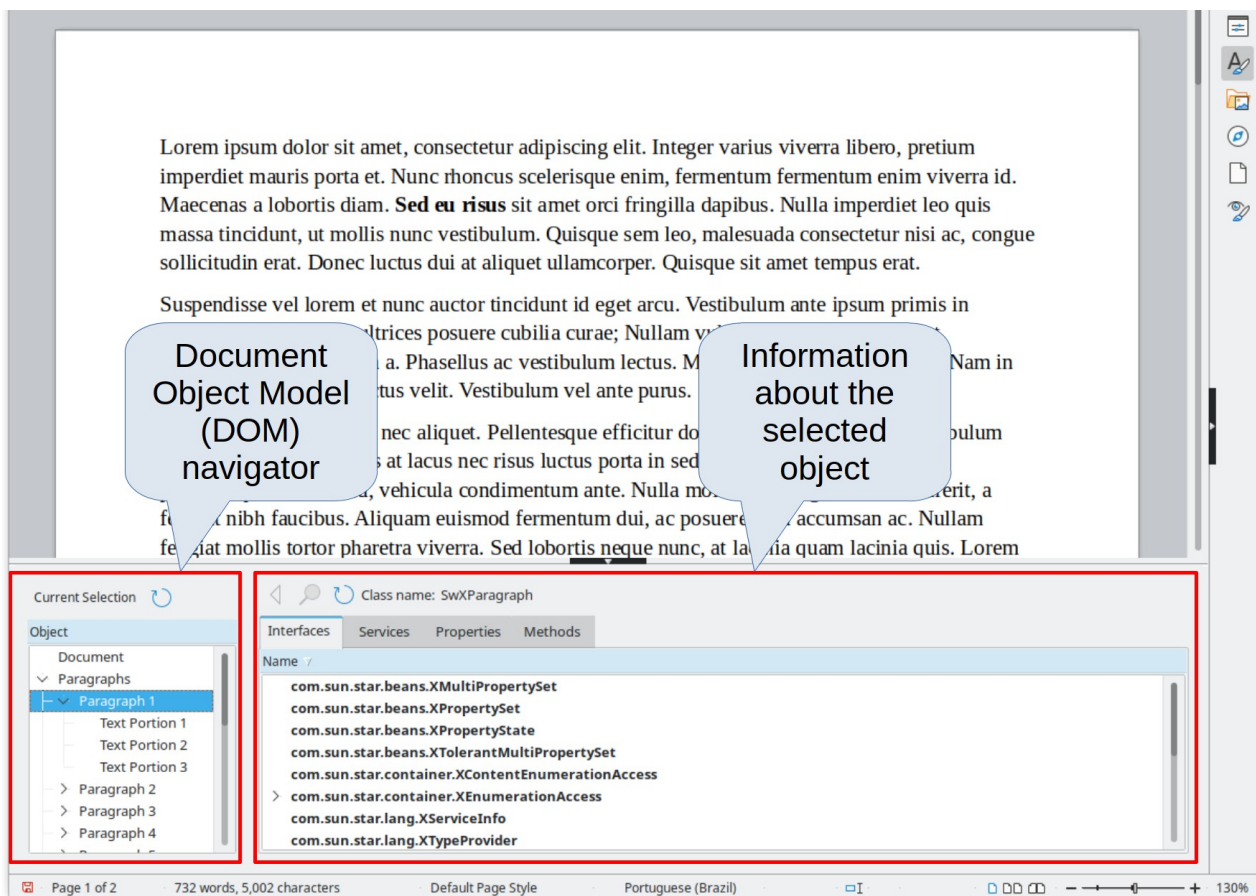 Lorem ipsum dolor sit amet, consectetur adipiscing elit. Integer varius viverra libero, pretium
imperdiet mauris porta et. Nunc rhoncus scelerisque enim, fermentum fermentum enim viverra id.
Maecenas a lobortis diam. Sed eu risus sit amet orci fringilla dapibus. Nulla imperdiet leo quis
massa tincidunt, ut mollis nunc vestibulum. Quisque sem leo, malesuada consectetur nisi ac, congue
sollicitudin erat. Donec luctus dui at aliquet ullamcorper. Quisque sit amet tempus erat.
Suspendisse vel lorem et nunc auctor tincidunt id eget arcu. Vestibulum ante ipsum primis in
posuere cubilia curae; Nullam
a. Phasellus ac vestibulum lectus. Nam in
velit. Vestibulum vel ante purus.
nec aliquet. Pellentesque efficitur
at lacus nec risus luctus porta in
vehicula condimentum ante. Nulla a
nibh faucibus. Aliquam euismod fermentum dui, ac accumsan ac. Nullam
mollis tortor pharetra viverra. Sed lobortis neque nunc, at quam lacinia quis. Lorem
Document
Object Model
(DOM)
navigator
Information
about the
selected
object
Current Selection
Object
Document
Paragraphs
Paragraph 1
Text Portion 1
Text Portion 2
Text Portion 3
Paragraph 2
Paragraph 3
Paragraph 4
Class name: SwXParagraph
Interfaces Services Properties Methods
Name
com.sun.star.beans.XMultiPropertySet
com.sun.star.beans.XPropertySet
com.sun.star.beans.XPropertyState
com.sun.star.beans.XTolerantMultiPropertySet
com.sun.star.container.XContentEnumerationAccess
com.sun.star.container.XEnumerationAccess
com.sun.star.lang.XServiceInfo
com.sun.star.lang.XTypeProvider
Page 1 of 2 732 words, 5,002 characters Default Page Style Portuguese (Brazil) 130%